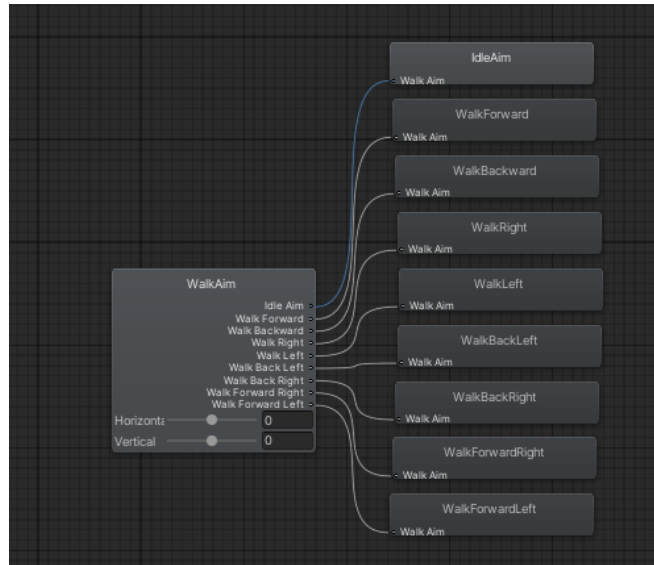 IdleAim
Walk Aim
WalkForward
Walk Aim
WalkBackward
Walk Aim
WalkRight
Walk Aim
WalkLeft
Walk Aim
WalkBackLeft
Walk Aim
WalkBackRight
Walk Aim
WalkForwardRight
Walk Aim
WalkForwardLeft
Walk Aim
WalkAim
Idle Aim
Walk Forward
Walk Backward
Walk Right
Walk Left
Walk Back Left
Walk Back Right
Walk Forward Right
Walk Forward Left
Horizonta 0
Vertical 0